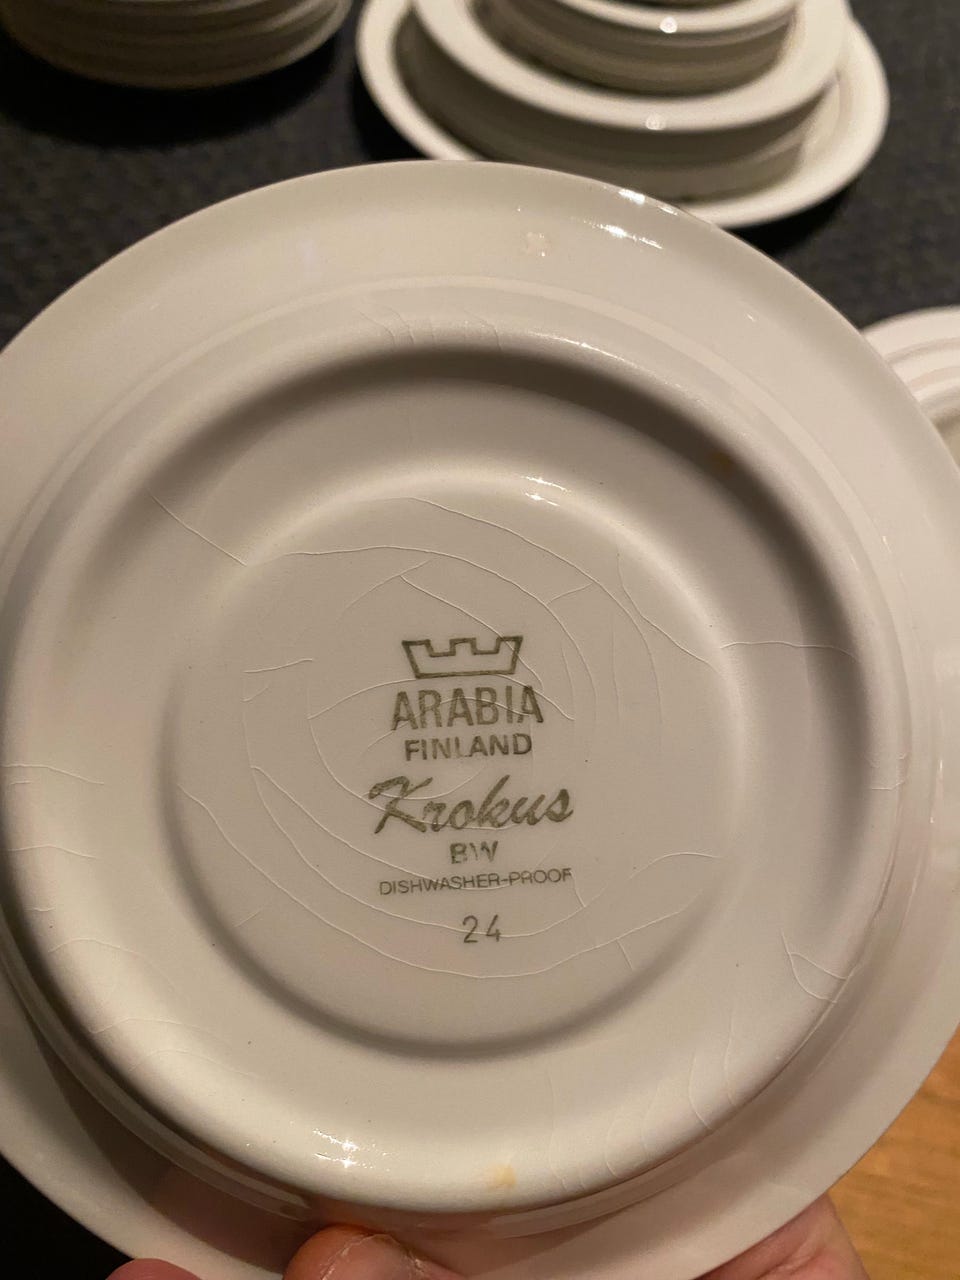 ARABIA
FINLAND
Krokus
BW
DISHWASHER-PROOF
24